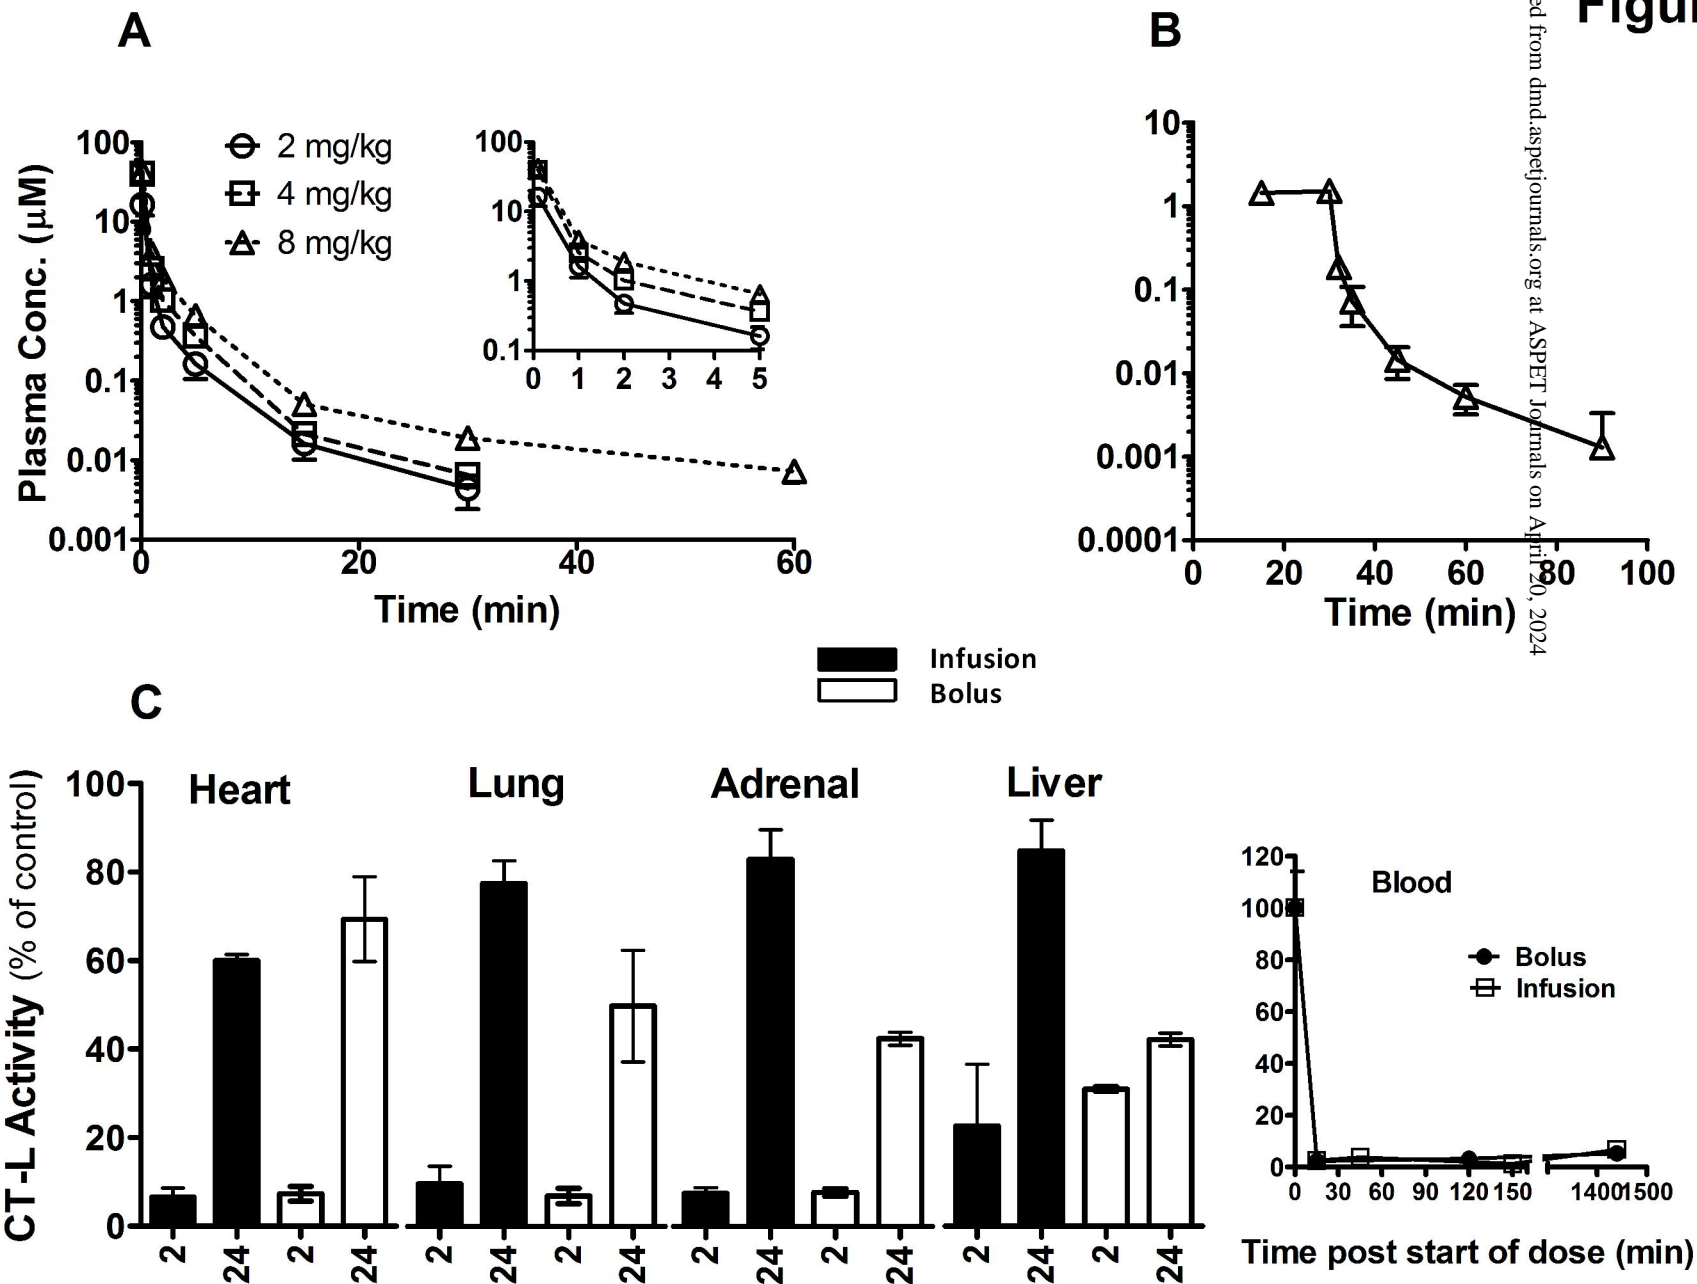 Figur
A
B
100
10
1
0.1
0.01
0.001
Plasma Conc. (µM)
2 mg/kg
4 mg/kg
8 mg/kg
100
10
1
0.1
0 1 2 3 4 5
0 20 40 60
Time (min)
10
1
0.1
0.01
0.001
0.0001
0 20 40 60 80 100
Time (min)
ed from dmd.aspetjournals.org at ASPET Journals on April 20, 2024
Infusion
Bolus
C
CT-L Activity (% of control)
100
80
60
40
20
0
Heart
Lung
Adrenal
Liver
2 24 2 24 2 24 2 24 2 24 2 24 2 24 2 24
120
100
80
60
40
20
0
Blood
Bolus
Infusion
0 30 60 90 120 150 1400 1500
Time post start of dose (min)